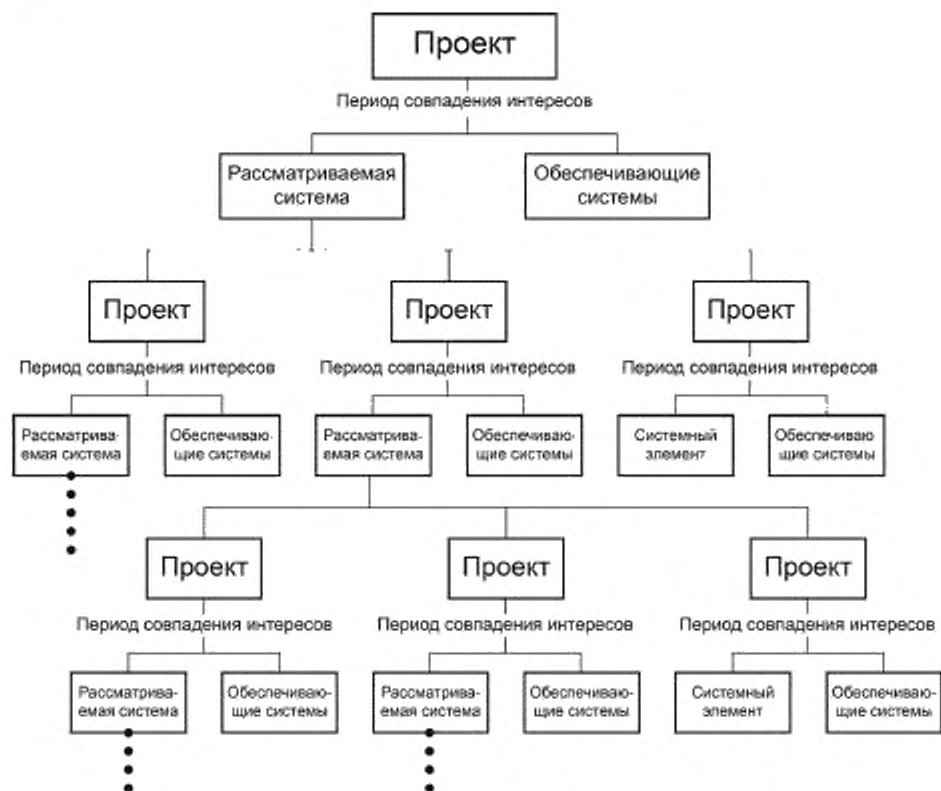 Проект
Период совпадения интересов
Рассматриваемая
система
Обеспечивающие
системы
Проект
Проект
Проект
Период совпадения интересов
Период совпадения интересов
Период совпадения интересов
Рассматрива-
емая система
Обеспечиваю-
щие системы
Рассматрива-
емая система
Обеспечиваю-
щие системы
Системный
элемент
Обеспечиваю
щие системы
Проект
Проект
Проект
Период совпадения интересов
Период совпадения интересов
Период совпадения интересов
Рассматрива-
емая система
Обеспечиваю-
щие системы
Рассматрива-
емая система
Обеспечиваю-
щие системы
Системный
элемент
Обеспечиваю-
щие системы